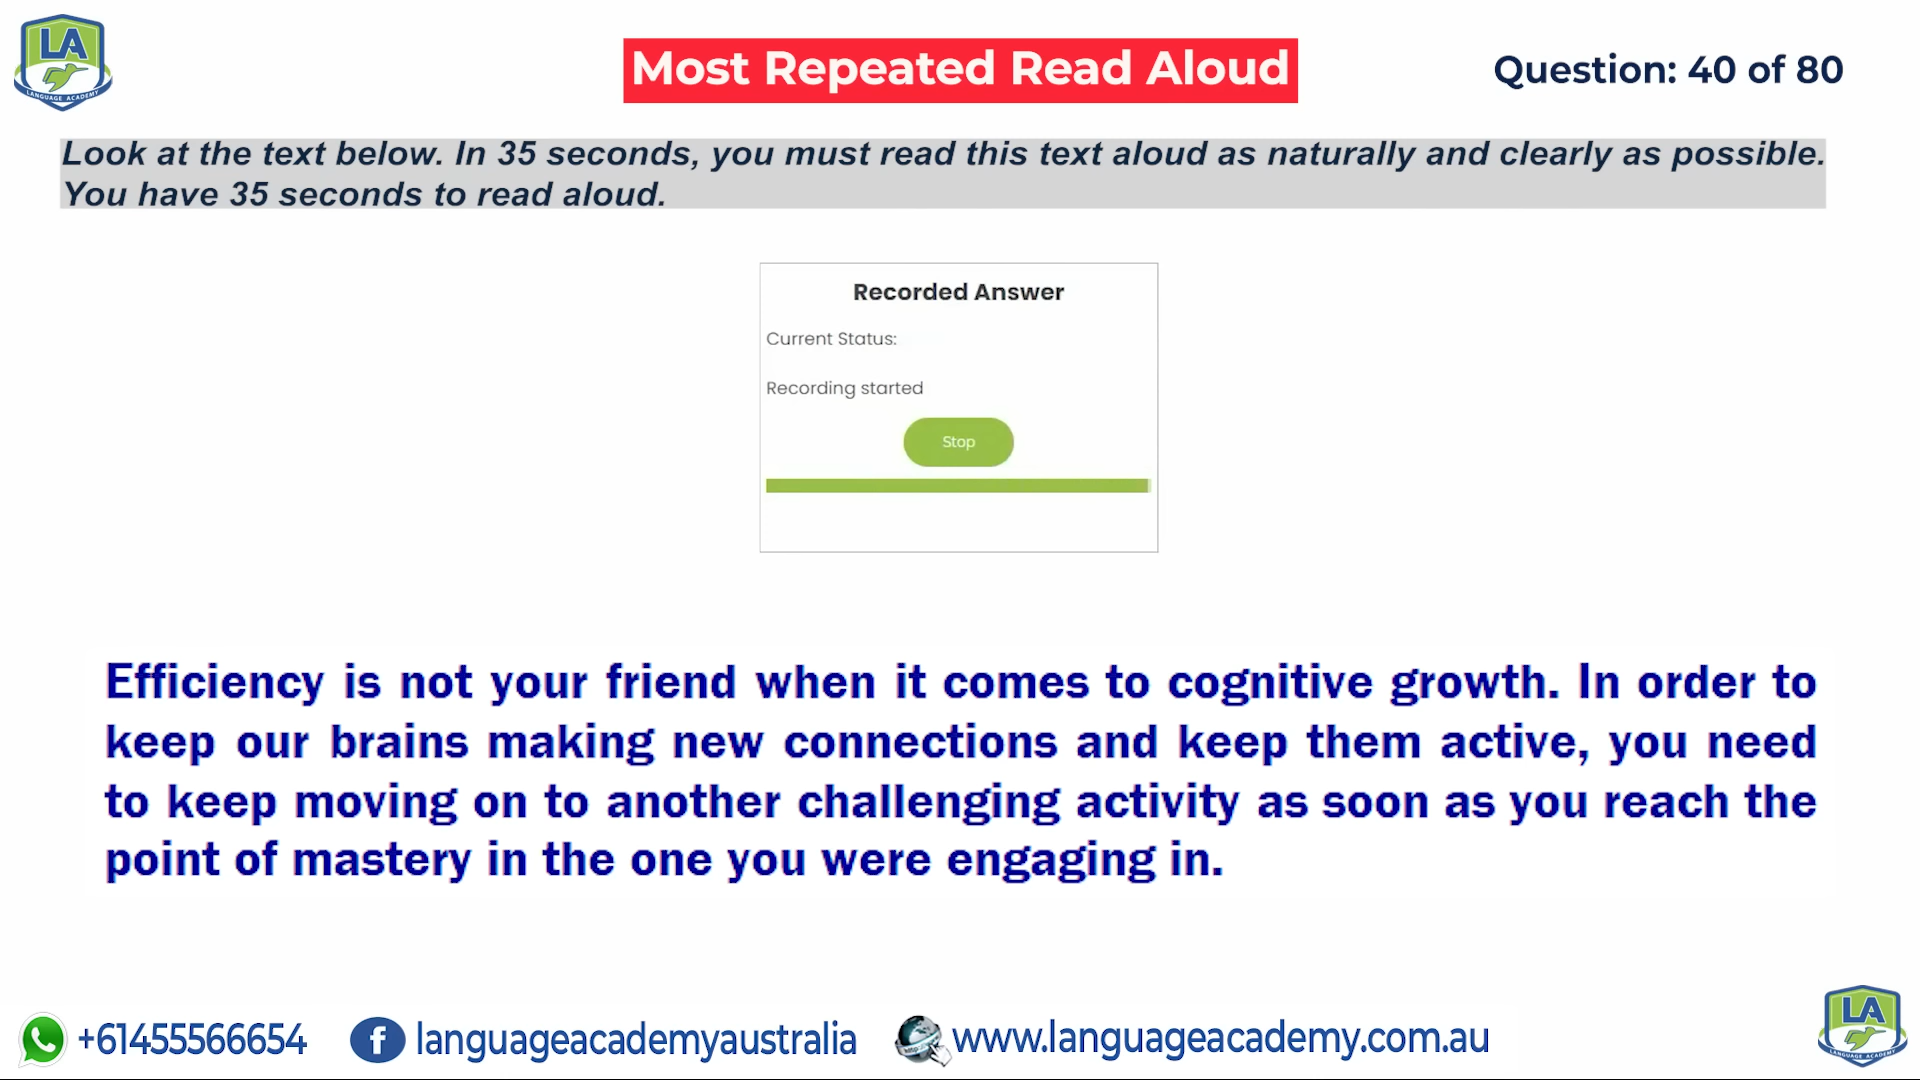 LA
LANGUAGE ACADEMY
Most Repeated Read Aloud
Question: 40 of 80
Look at the text below. In 35 seconds, you must read this text aloud as naturally and clearly as possible.
You have 35 seconds to read aloud.
Recorded Answer
Current Status:
Recording started
Stop
Efficiency is not your friend when it comes to cognitive growth. In order to
keep our brains making new connections and keep them active, you need
to keep moving on to another challenging activity as soon as you reach the
point of mastery in the one you were engaging in.
+61455566654
f
languageacademyaustralia
www.languageacademy.com.au
LA
LANGUAGE ACADEMY